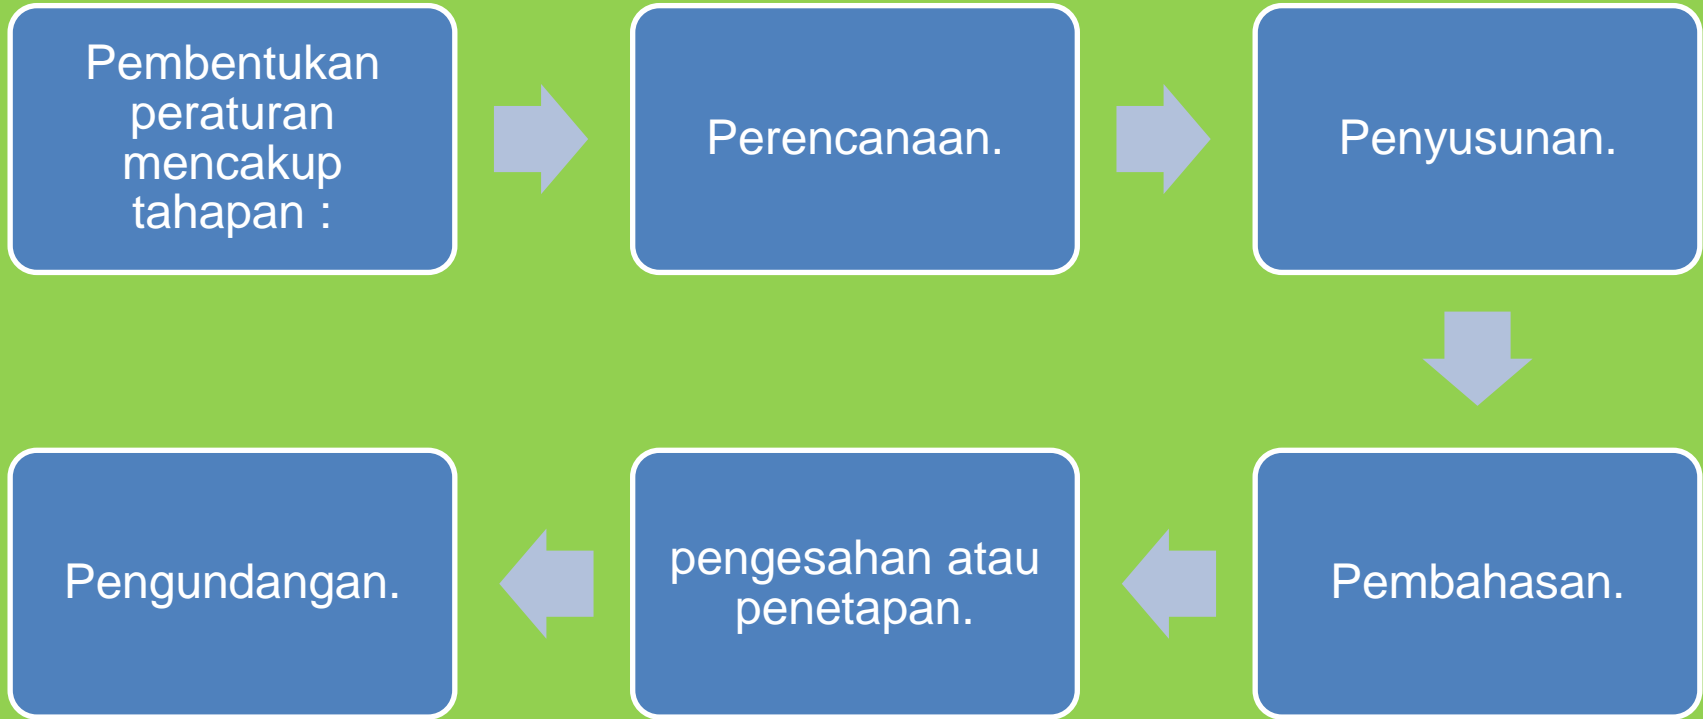 Pembentukan
peraturan
mencakup
tahapan :
Perencanaan.
Penyusunan.
Pembahasan.
pengesahan atau
penetapan.
Pengundangan.